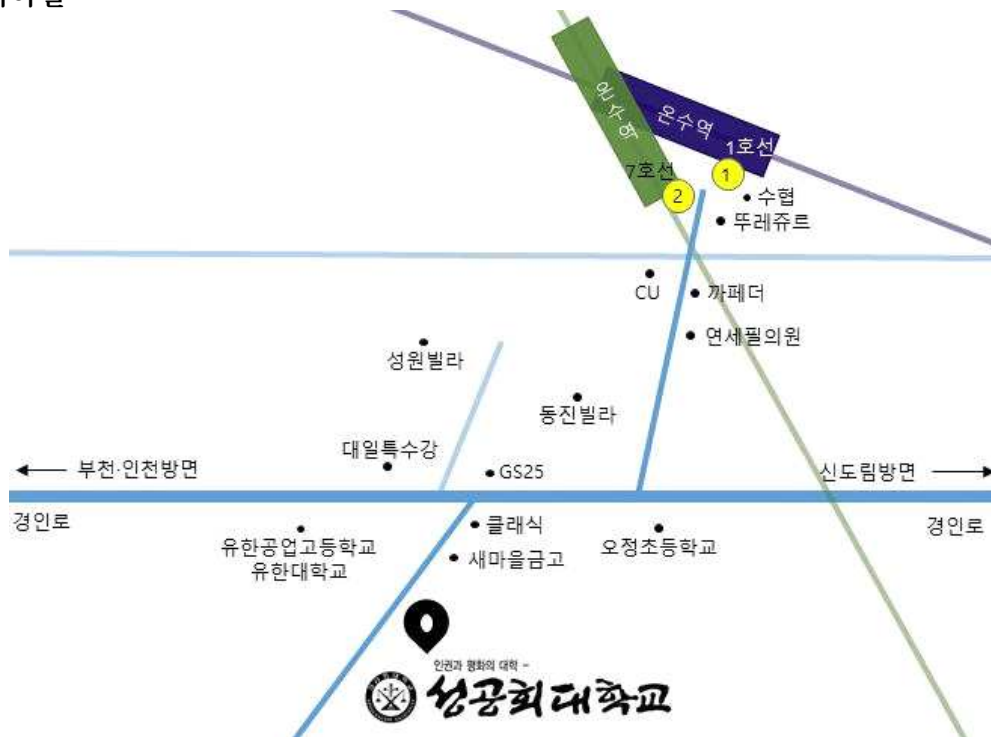 온수역
온수역
1호선
7호선
1
2
수협
뚜레쥬르
CU
까페더
연세필의원
성원빌라
동진빌라
대일특수강
GS25
부천·인천방면
신도림방면
경인로
경인로
클래식
유한공업고등학교
유한대학교
새마을금고
오정초등학교
인권과 평화의 대학 -
성공회대학교